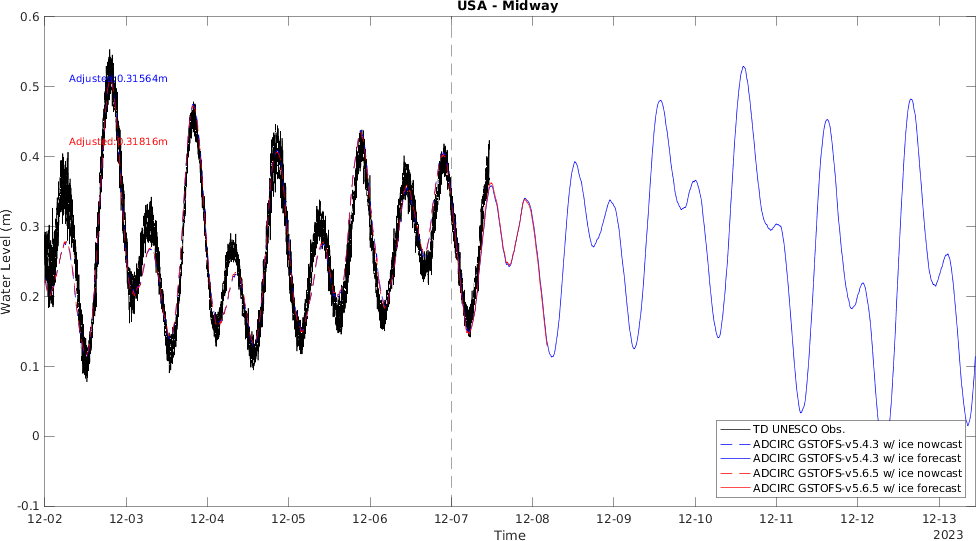 USA - Midway
0.6
0.5
0.4
0.3
0.2
0.1
0
-0.1
Water Level (m)
Adjusted:0.31564m
Adjusted:0.31816m
TD UNESCO Obs.
ADCIRC GSTOFS-v5.4.3 w/ ice nowcast
ADCIRC GSTOFS-v5.4.3 w/ ice forecast
ADCIRC GSTOFS-v5.6.5 w/ ice nowcast
ADCIRC GSTOFS-v5.6.5 w/ ice forecast
12-02 12-03 12-04 12-05 12-06 12-07 12-08 12-09 12-10 12-11 12-12 12-13
Time
2023